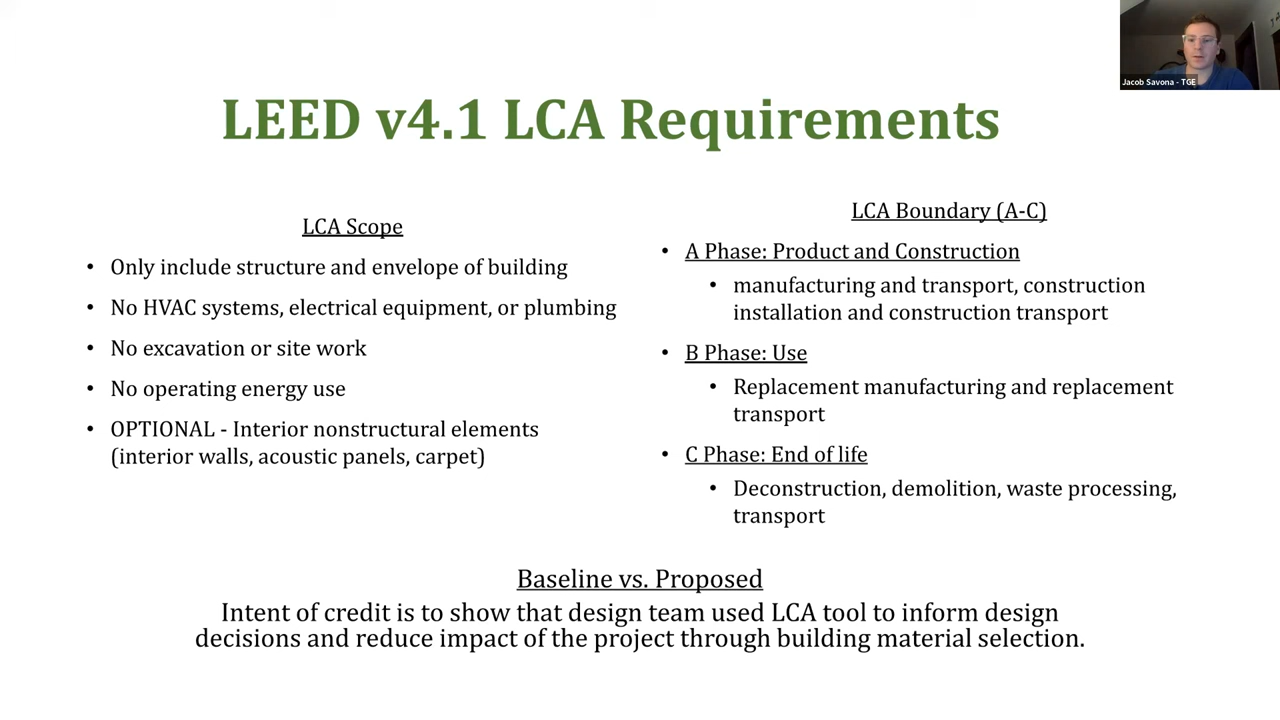 Jacob Savona - TGE
LEED v4.1 LCA Requirements
LCA Scope
• Only include structure and envelope of building
• No HVAC systems, electrical equipment, or plumbing
• No excavation or site work
• No operating energy use
• OPTIONAL - Interior nonstructural elements
(interior walls, acoustic panels, carpet)
LCA Boundary (A-C)
• A Phase: Product and Construction
• manufacturing and transport, construction
installation and construction transport
• B Phase: Use
• Replacement manufacturing and replacement
transport
• C Phase: End of life
• Deconstruction, demolition, waste processing,
transport
Baseline vs. Proposed
Intent of credit is to show that design team used LCA tool to inform design
decisions and reduce impact of the project through building material selection.